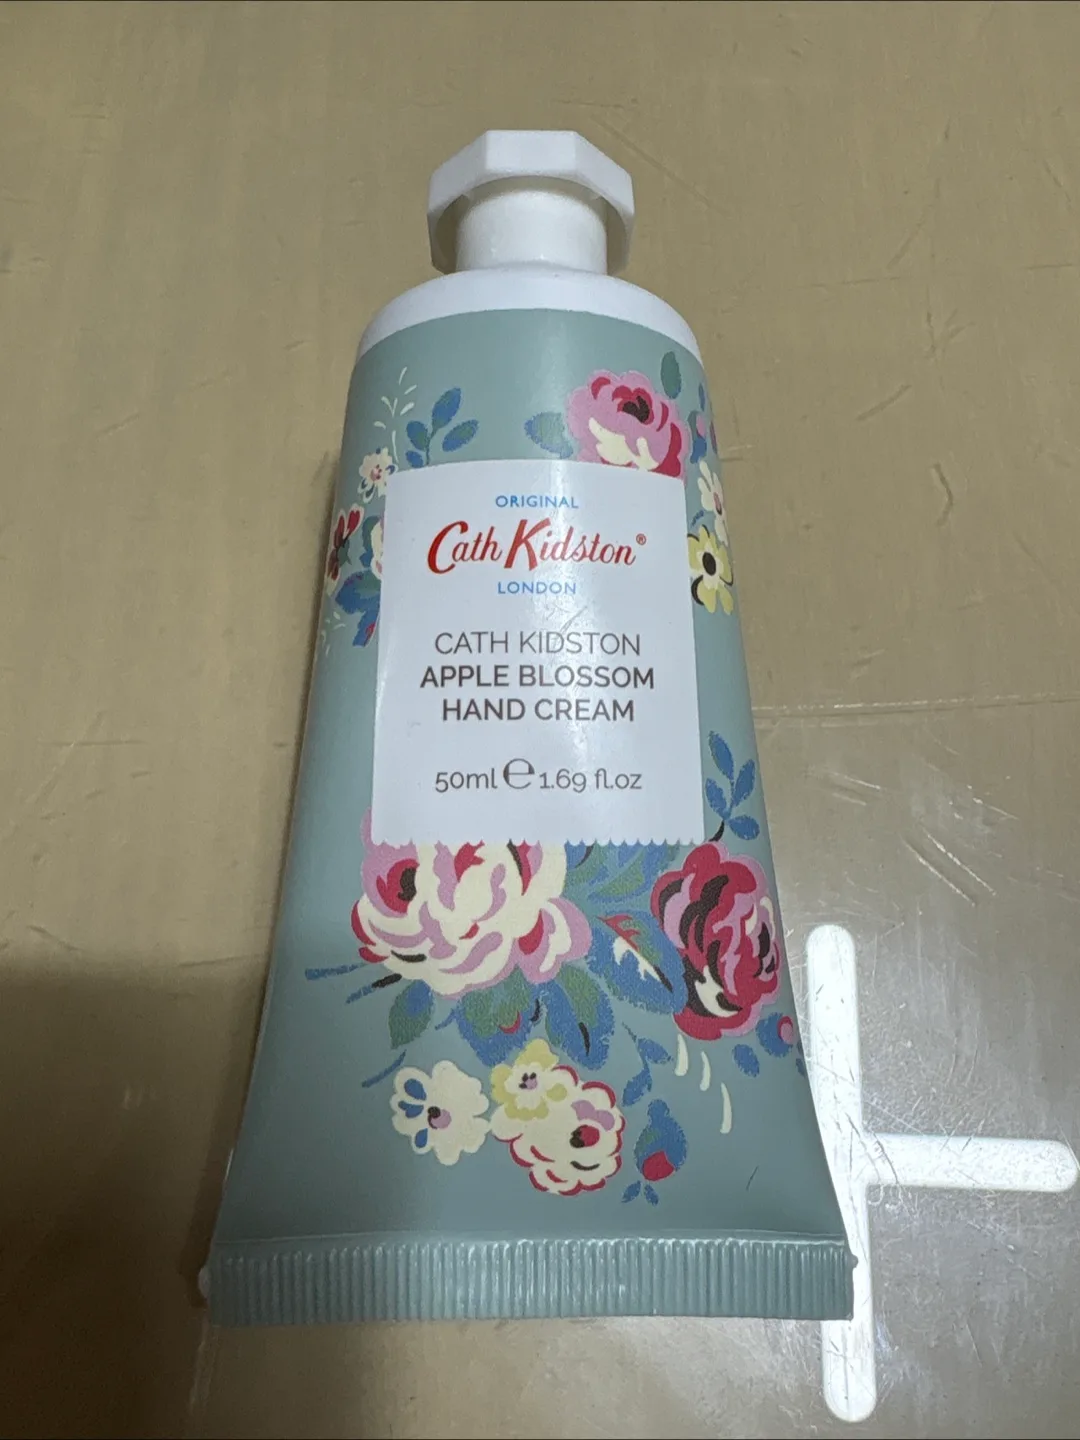 ORIGINAL
Cath Kidston®
LONDON
CATH KIDSTON
APPLE BLOSSOM
HAND CREAM
50ml ℮ 1.69 fl.oz